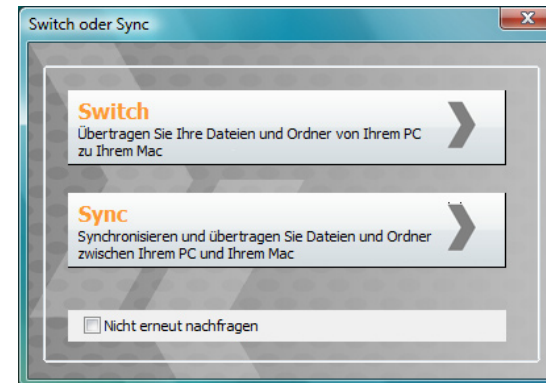 Switch oder Sync
Switch
Übertragen Sie Ihre Dateien und Ordner von Ihrem PC
zu Ihrem Mac
Sync
Synchronisieren und übertragen Sie Dateien und Ordner
zwischen Ihrem PC und Ihrem Mac
Nicht erneut nachfragen